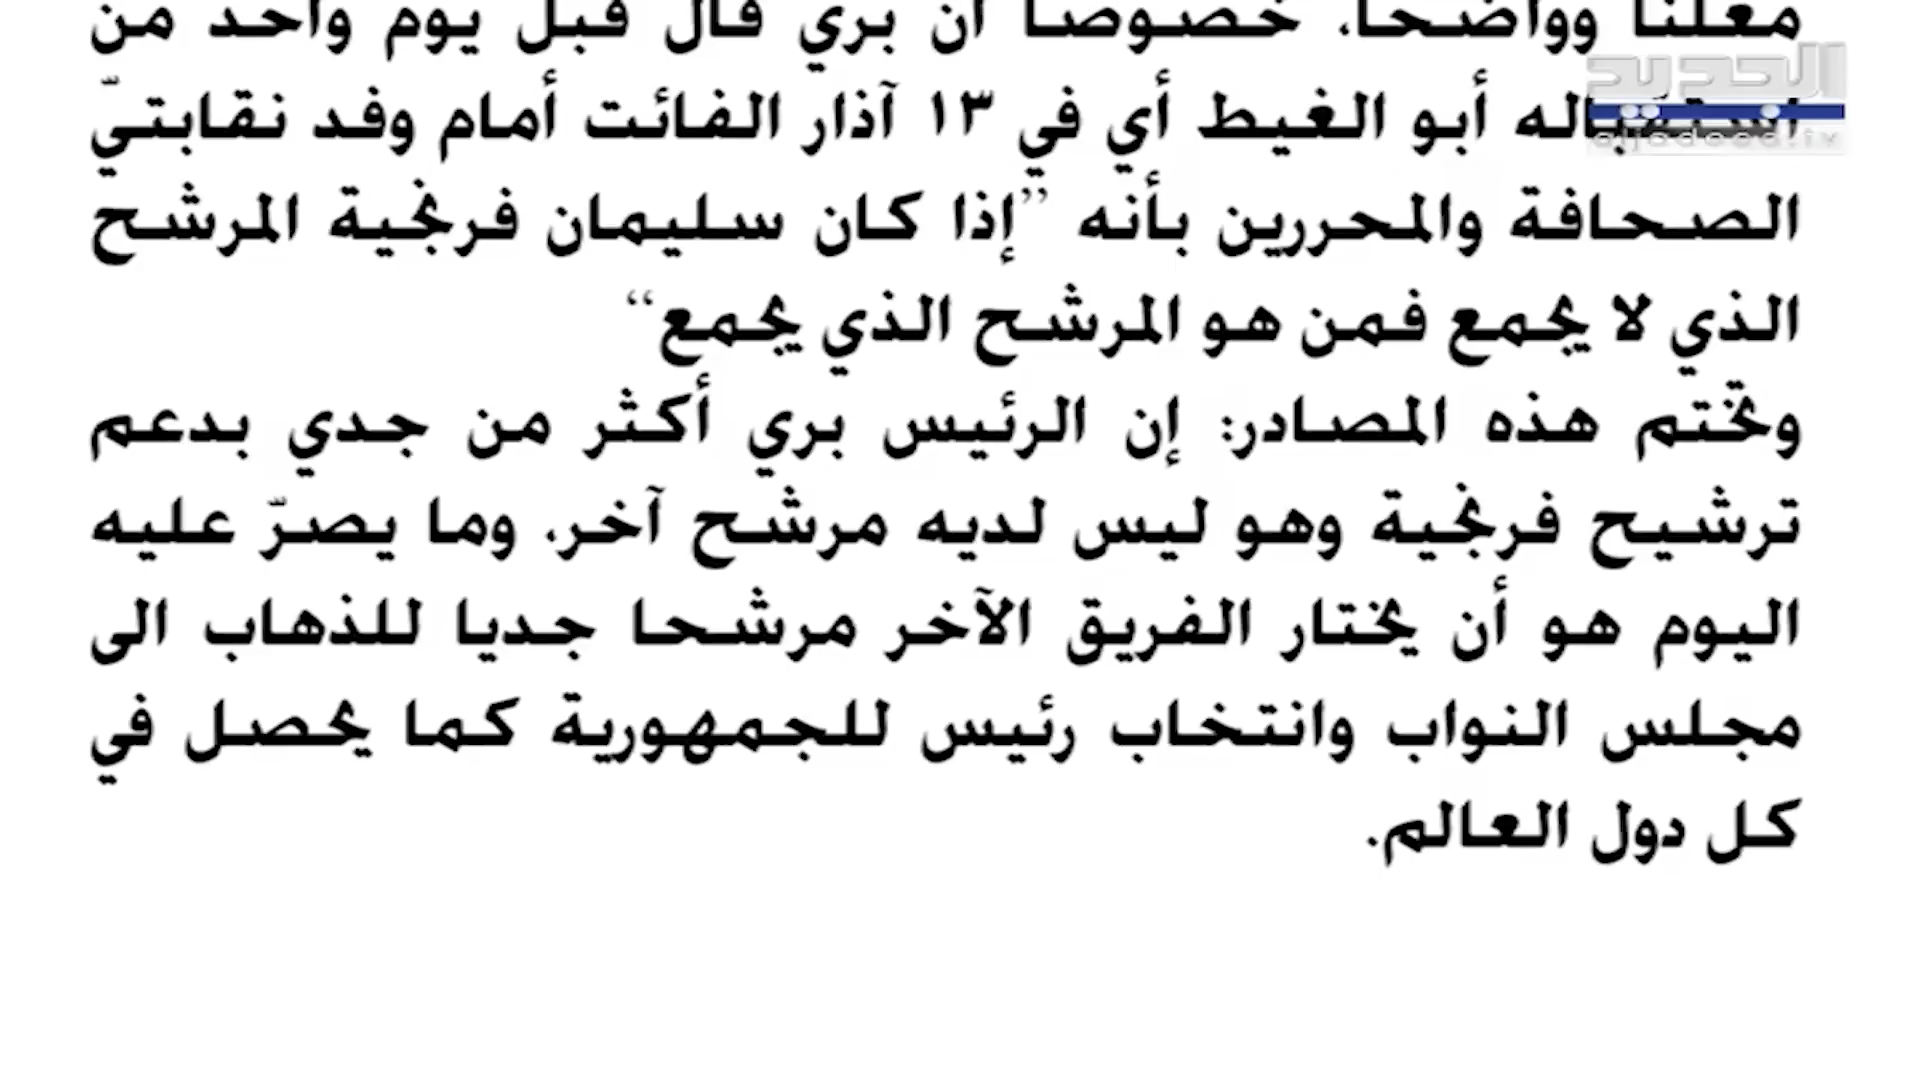 معلنا وواضحا، خصوصا أن بري قال قبل يوم واحد من
استقباله أبو الغيط أي في ١٣ آذار الفائت أمام وفد نقابتيّ
الصحافة والمحررين بأنه ”إذا كان سليمان فرنجية المرشح
الذي لا يجمع فمن هو المرشح الذي يجمع“
وتختم هذه المصادر: إن الرئيس بري أكثر من جدي بدعم
ترشيح فرنجية وهو ليس لديه مرشح آخر، وما يصرّ عليه
اليوم هو أن يختار الفريق الآخر مرشحا جديا للذهاب الى
مجلس النواب وانتخاب رئيس للجمهورية كما يحصل في
كل دول العالم.
الجديد
aljadeed.tv